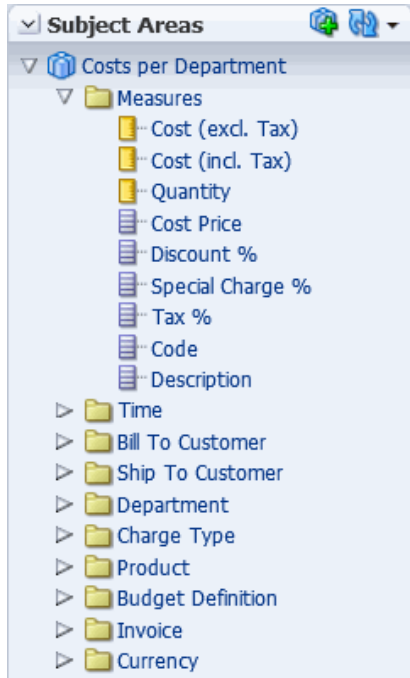 Subject Areas
Costs per Department
Measures
Cost (excl. Tax)
Cost (incl. Tax)
Quantity
Cost Price
Discount %
Special Charge %
Tax %
Code
Description
Time
Bill To Customer
Ship To Customer
Department
Charge Type
Product
Budget Definition
Invoice
Currency